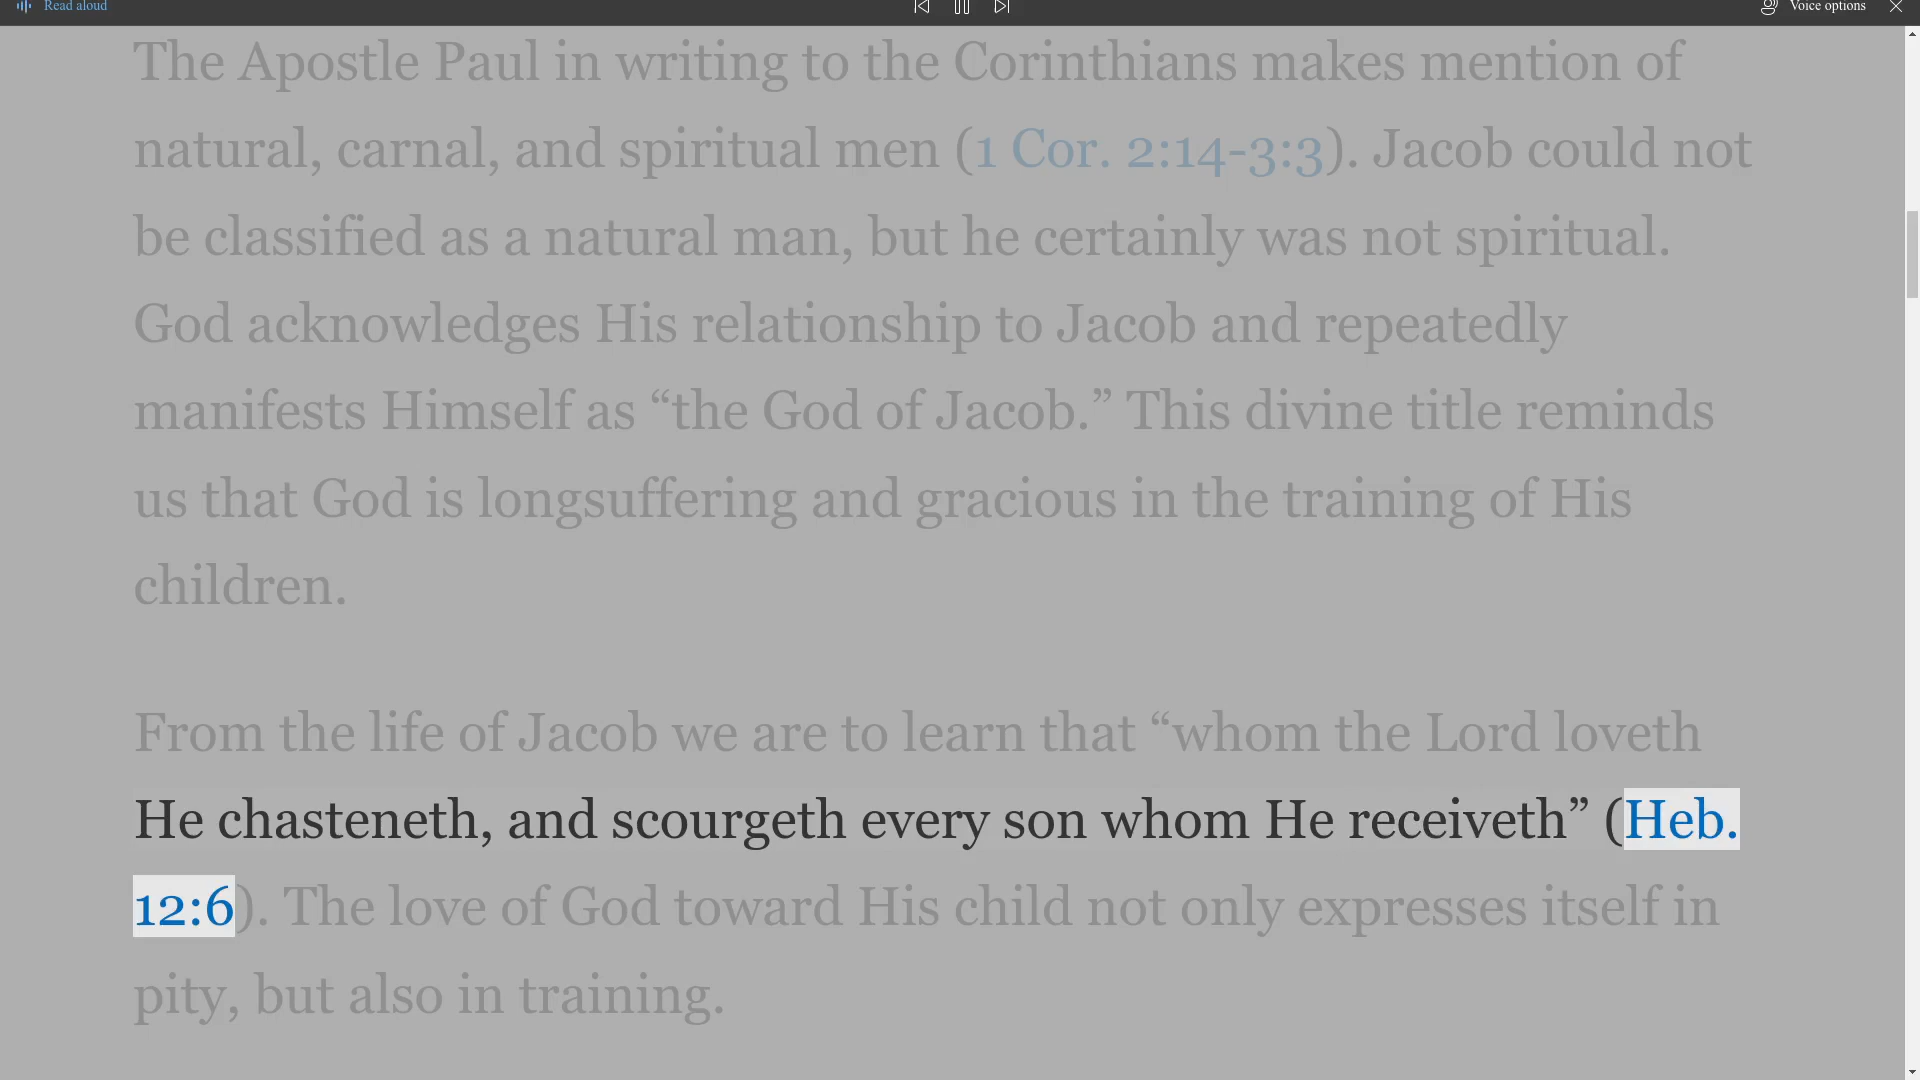 Read aloud
Voice options
The Apostle Paul in writing to the Corinthians makes mention of
natural, carnal, and spiritual men (1 Cor. 2:14-3:3). Jacob could not
be classified as a natural man, but he certainly was not spiritual.
God acknowledges His relationship to Jacob and repeatedly
manifests Himself as “the God of Jacob.” This divine title reminds
us that God is longsuffering and gracious in the training of His
children.
From the life of Jacob we are to learn that “whom the Lord loveth
He chasteneth, and scourgeth every son whom He receiveth” (Heb.
12:6). The love of God toward His child not only expresses itself in
pity, but also in training.